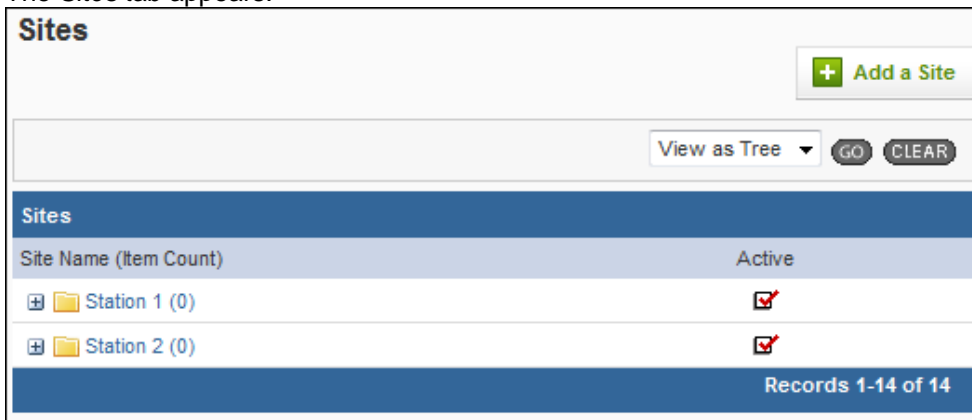 The Sites tab appears.
Sites
Add a Site
View as Tree GO CLEAR
Sites
Site Name (Item Count) Active
Station 1 (0)
Station 2 (0)
Records 1-14 of 14